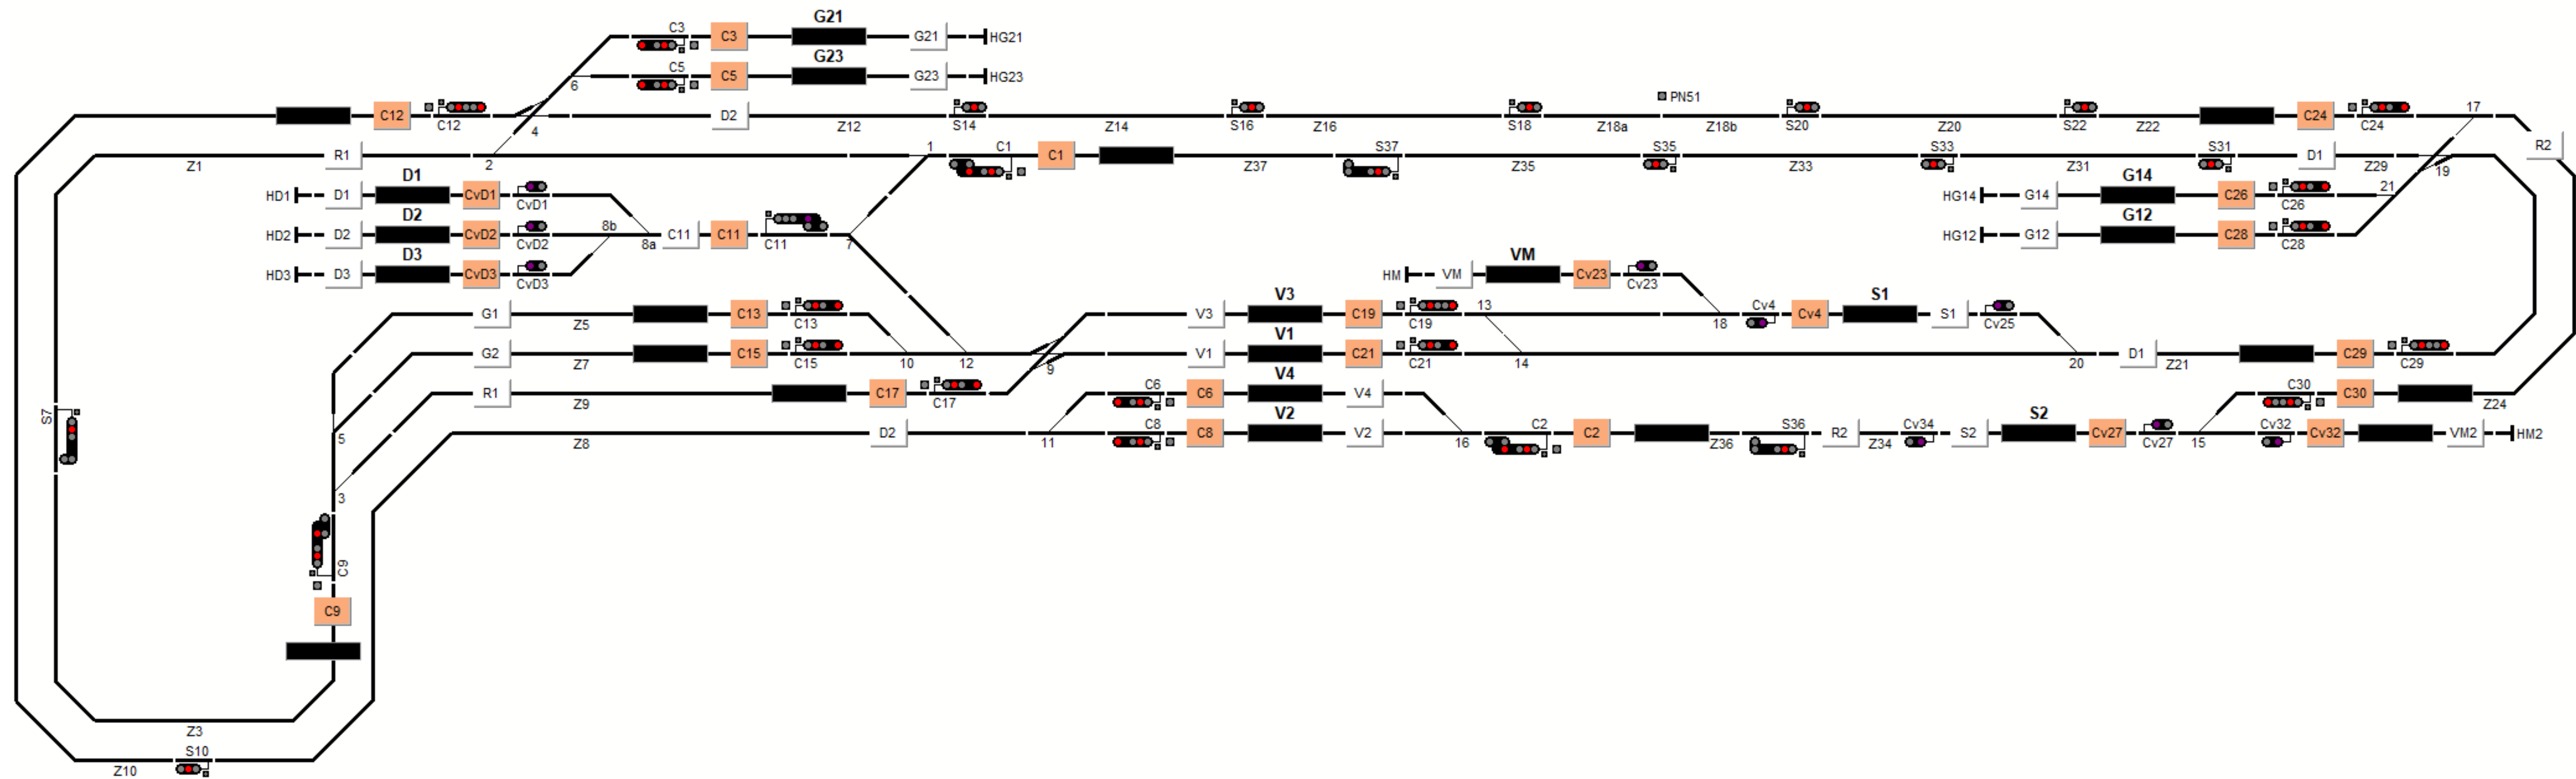 C3 C3 G21 G21 HG21
C5 C5 G23 G23 HG23
6
C12 C12 4 D2 Z12 S14 Z14 S16 Z16 S18 Z18a PN51 Z18b S20 Z20 S22 Z22 C24 C24 17
Z1 R1 2 1 C1 C1 Z37 S37 Z35 S35 Z33 S33 Z31 S31 D1 Z29 19 R2
HD1 D1 D1 CvD1 CvD1 HG14 G14 G14 C26 C26 21
HD2 D2 D2 CvD2 CvD2 8b 8a C11 C11 C11 7 HG12 G12 G12 C28 C28
HD3 D3 D3 CvD3 CvD3 HM VM VM Cv23 Cv23
G1 Z5 C13 C13 V3 V3 C19 C19 13 18 Cv4 Cv4 S1 S1 Cv25
G2 Z7 C15 C15 10 12 9 V1 V1 C21 C21 14 20 D1 Z21 C29 C29
R1 Z9 C17 C17 C6 C6 V4 V4 C30 C30 Z24
S7 5 Z8 D2 11 C8 C8 V2 V2 16 C2 C2 Z36 S36 R2 Z34 Cv34 S2 S2 Cv27 Cv27 15 Cv32 Cv32 VM2 HM2
3
C9
C9
Z3
S10
Z10